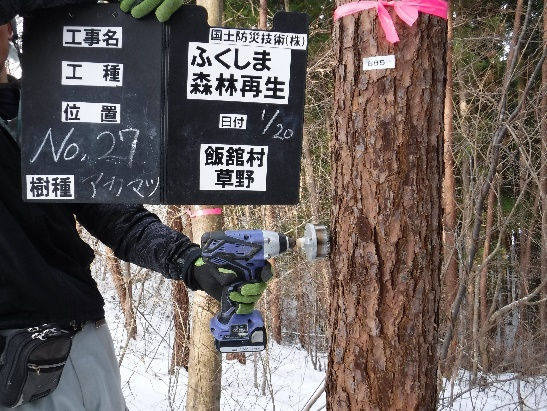 工事名
工種
位置
No.27
樹種 アカマツ
国土防災技術(株)
ふくしま
森林再生
日付 1/20
飯舘村
草野